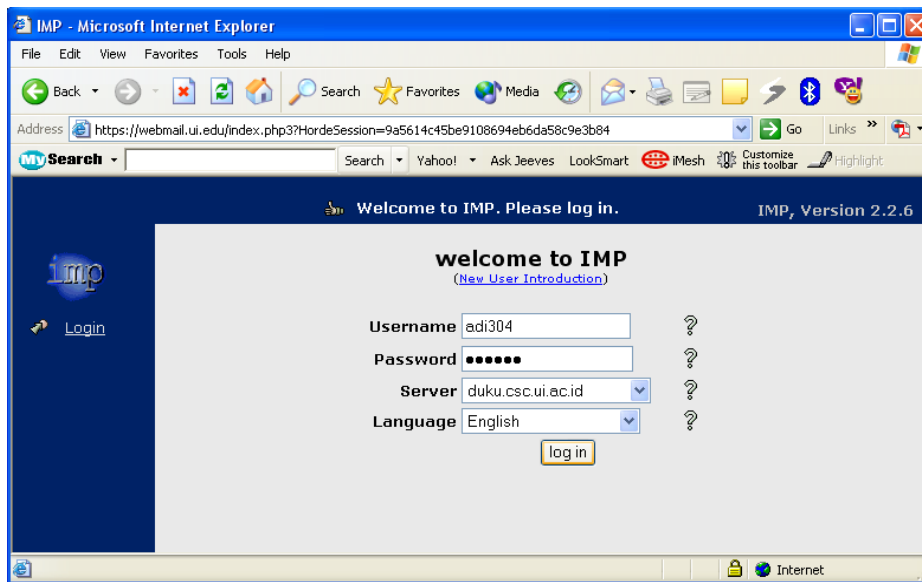 IMP - Microsoft Internet Explorer
File Edit View Favorites Tools Help
Back Search Favorites Media
Address https://webmail.ui.edu/index.php3?HordeSession=9a5614c45be9108694eb6da58c9e3b84 Go Links »
My Search Search Yahoo! Ask Jeeves LookSmart iMesh Customize this toolbar Highlight
Welcome to IMP. Please log in. IMP, Version 2.2.6
imp
welcome to IMP
(New User Introduction)
Login
Username adi304 ?
Password ●●●●●● ?
Server duku.csc.ui.ac.id ?
Language English ?
log in
Internet